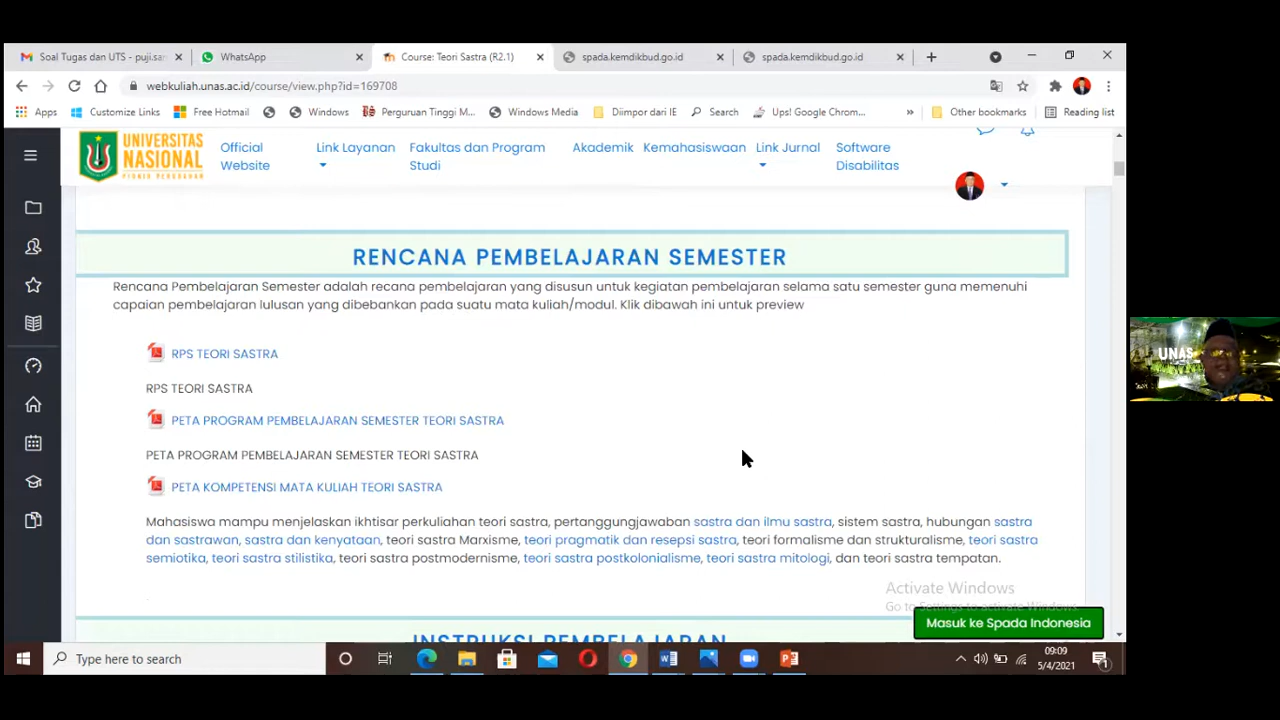 Soal Tugas dan UTS - puji.san
WhatsApp
Course: Teori Sastra (R2.1)
spada.kemdikbud.go.id
spada.kemdikbud.go.id
webkuliah.unas.ac.id/course/view.php?id=169708
Apps
Customize Links
Free Hotmail
Windows
Perguruan Tinggi M...
Windows Media
Diimpor dari IE
Search
Ups! Google Chrom...
»
Other bookmarks
Reading list
UNIVERSITAS
NASIONAL
Official
Website
Link Layanan
Fakultas dan Program
Studi
Akademik
Kemahasiswaan
Link Jurnal
Software
Disabilitas
RENCANA PEMBELAJARAN SEMESTER
Rencana Pembelajaran Semester adalah recana pembelajaran yang disusun untuk kegiatan pembelajaran selama satu semester guna memenuhi
capaian pembelajaran lulusan yang dibebankan pada suatu mata kuliah/modul. Klik dibawah ini untuk preview
RPS TEORI SASTRA
RPS TEORI SASTRA
PETA PROGRAM PEMBELAJARAN SEMESTER TEORI SASTRA
PETA PROGRAM PEMBELAJARAN SEMESTER TEORI SASTRA
PETA KOMPETENSI MATA KULIAH TEORI SASTRA
Mahasiswa mampu menjelaskan ikhtisar perkuliahan teori sastra, pertanggungjawaban sastra dan ilmu sastra, sistem sastra, hubungan sastra
dan sastrawan, sastra dan kenyataan, teori sastra Marxisme, teori pragmatik dan resepsi sastra, teori formalisme dan strukturalisme, teori sastra
semiotika, teori sastra stilistika, teori sastra postmodernisme, teori sastra postkolonialisme, teori sastra mitologi, dan teori sastra tempatan.
Activate Windows
Go to Settings to activate Windows.
Masuk ke Spada Indonesia
INSTRUKSI PEMBELAJARAN
Type here to search
09:09
5/4/2021
1
UNAS